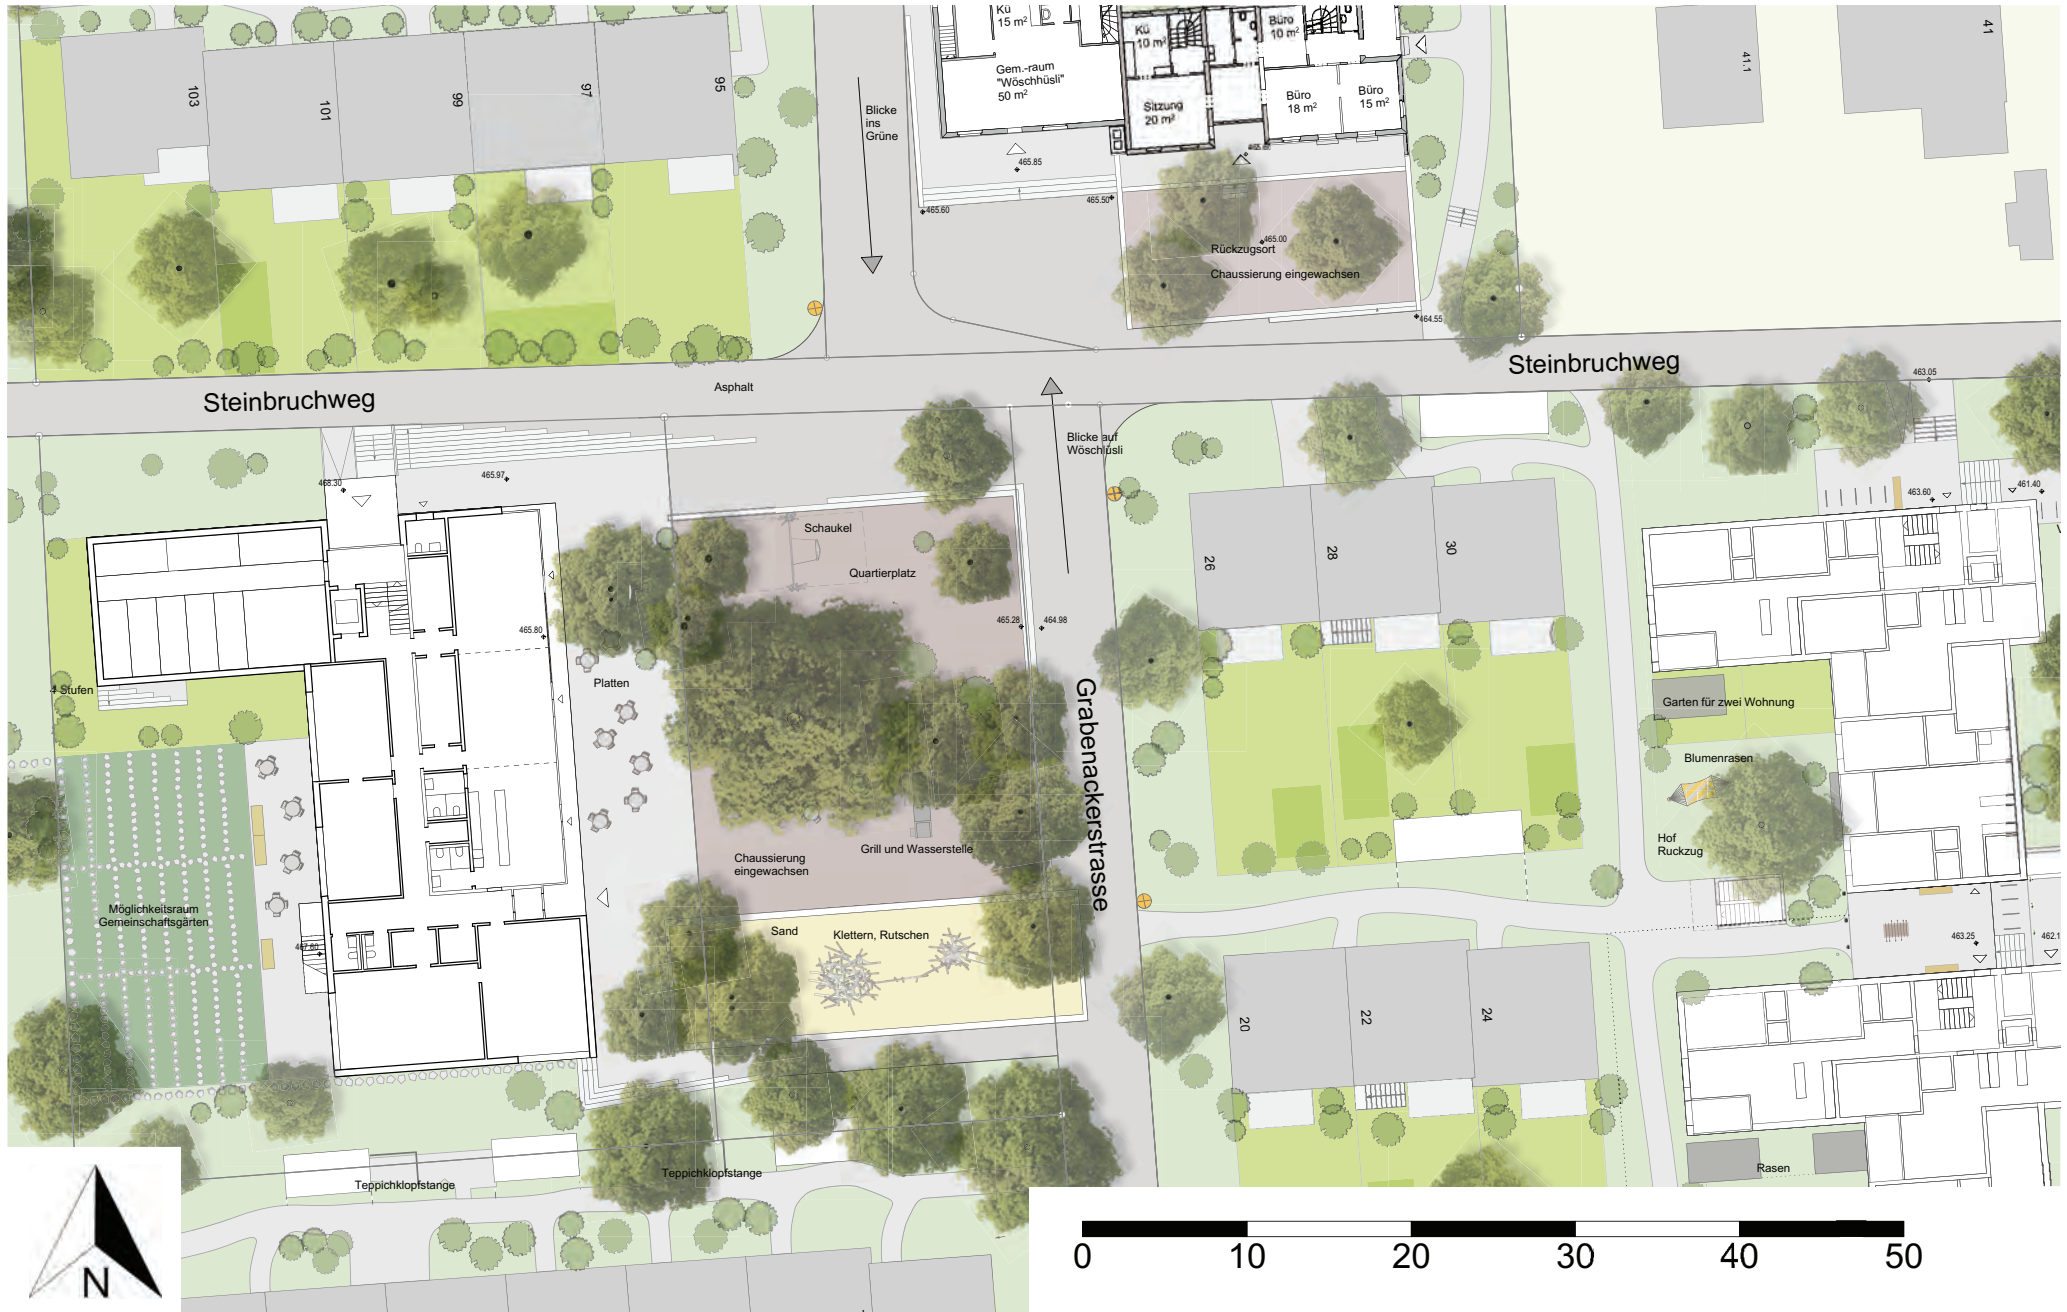 Kü
15 m²
Kü
10 m²
Büro
10 m²
Gem.-raum
"Wöschhüsli"
50 m²
Sitzung
20 m²
Büro
18 m²
Büro
15 m²
41.1
41
103
101
99
97
95
Blicke
ins
Grüne
465.85
465.60
465.50
465.00
Rückzugsort
Chaussierung eingewachsen
464.55
Steinbruchweg
Steinbruchweg
Asphalt
463.05
Blicke auf
Wöschlüsli
468.30
465.97
Schaukel
Quartierplatz
465.28
464.98
465.80
Platten
4 Stufen
26
28
30
463.60
461.40
Garten für zwei Wohnung
Blumenrasen
Hof
Ruckzug
Grabenackerstrasse
Grill und Wasserstelle
Chaussierung
eingewachsen
Möglichkeitsraum
Gemeinschaftsgärten
467.80
Sand
Klettern, Rutschen
463.25
462.1
20
22
24
Rasen
Teppichklopfstange
Teppichklopfstange
N
0 10 20 30 40 50